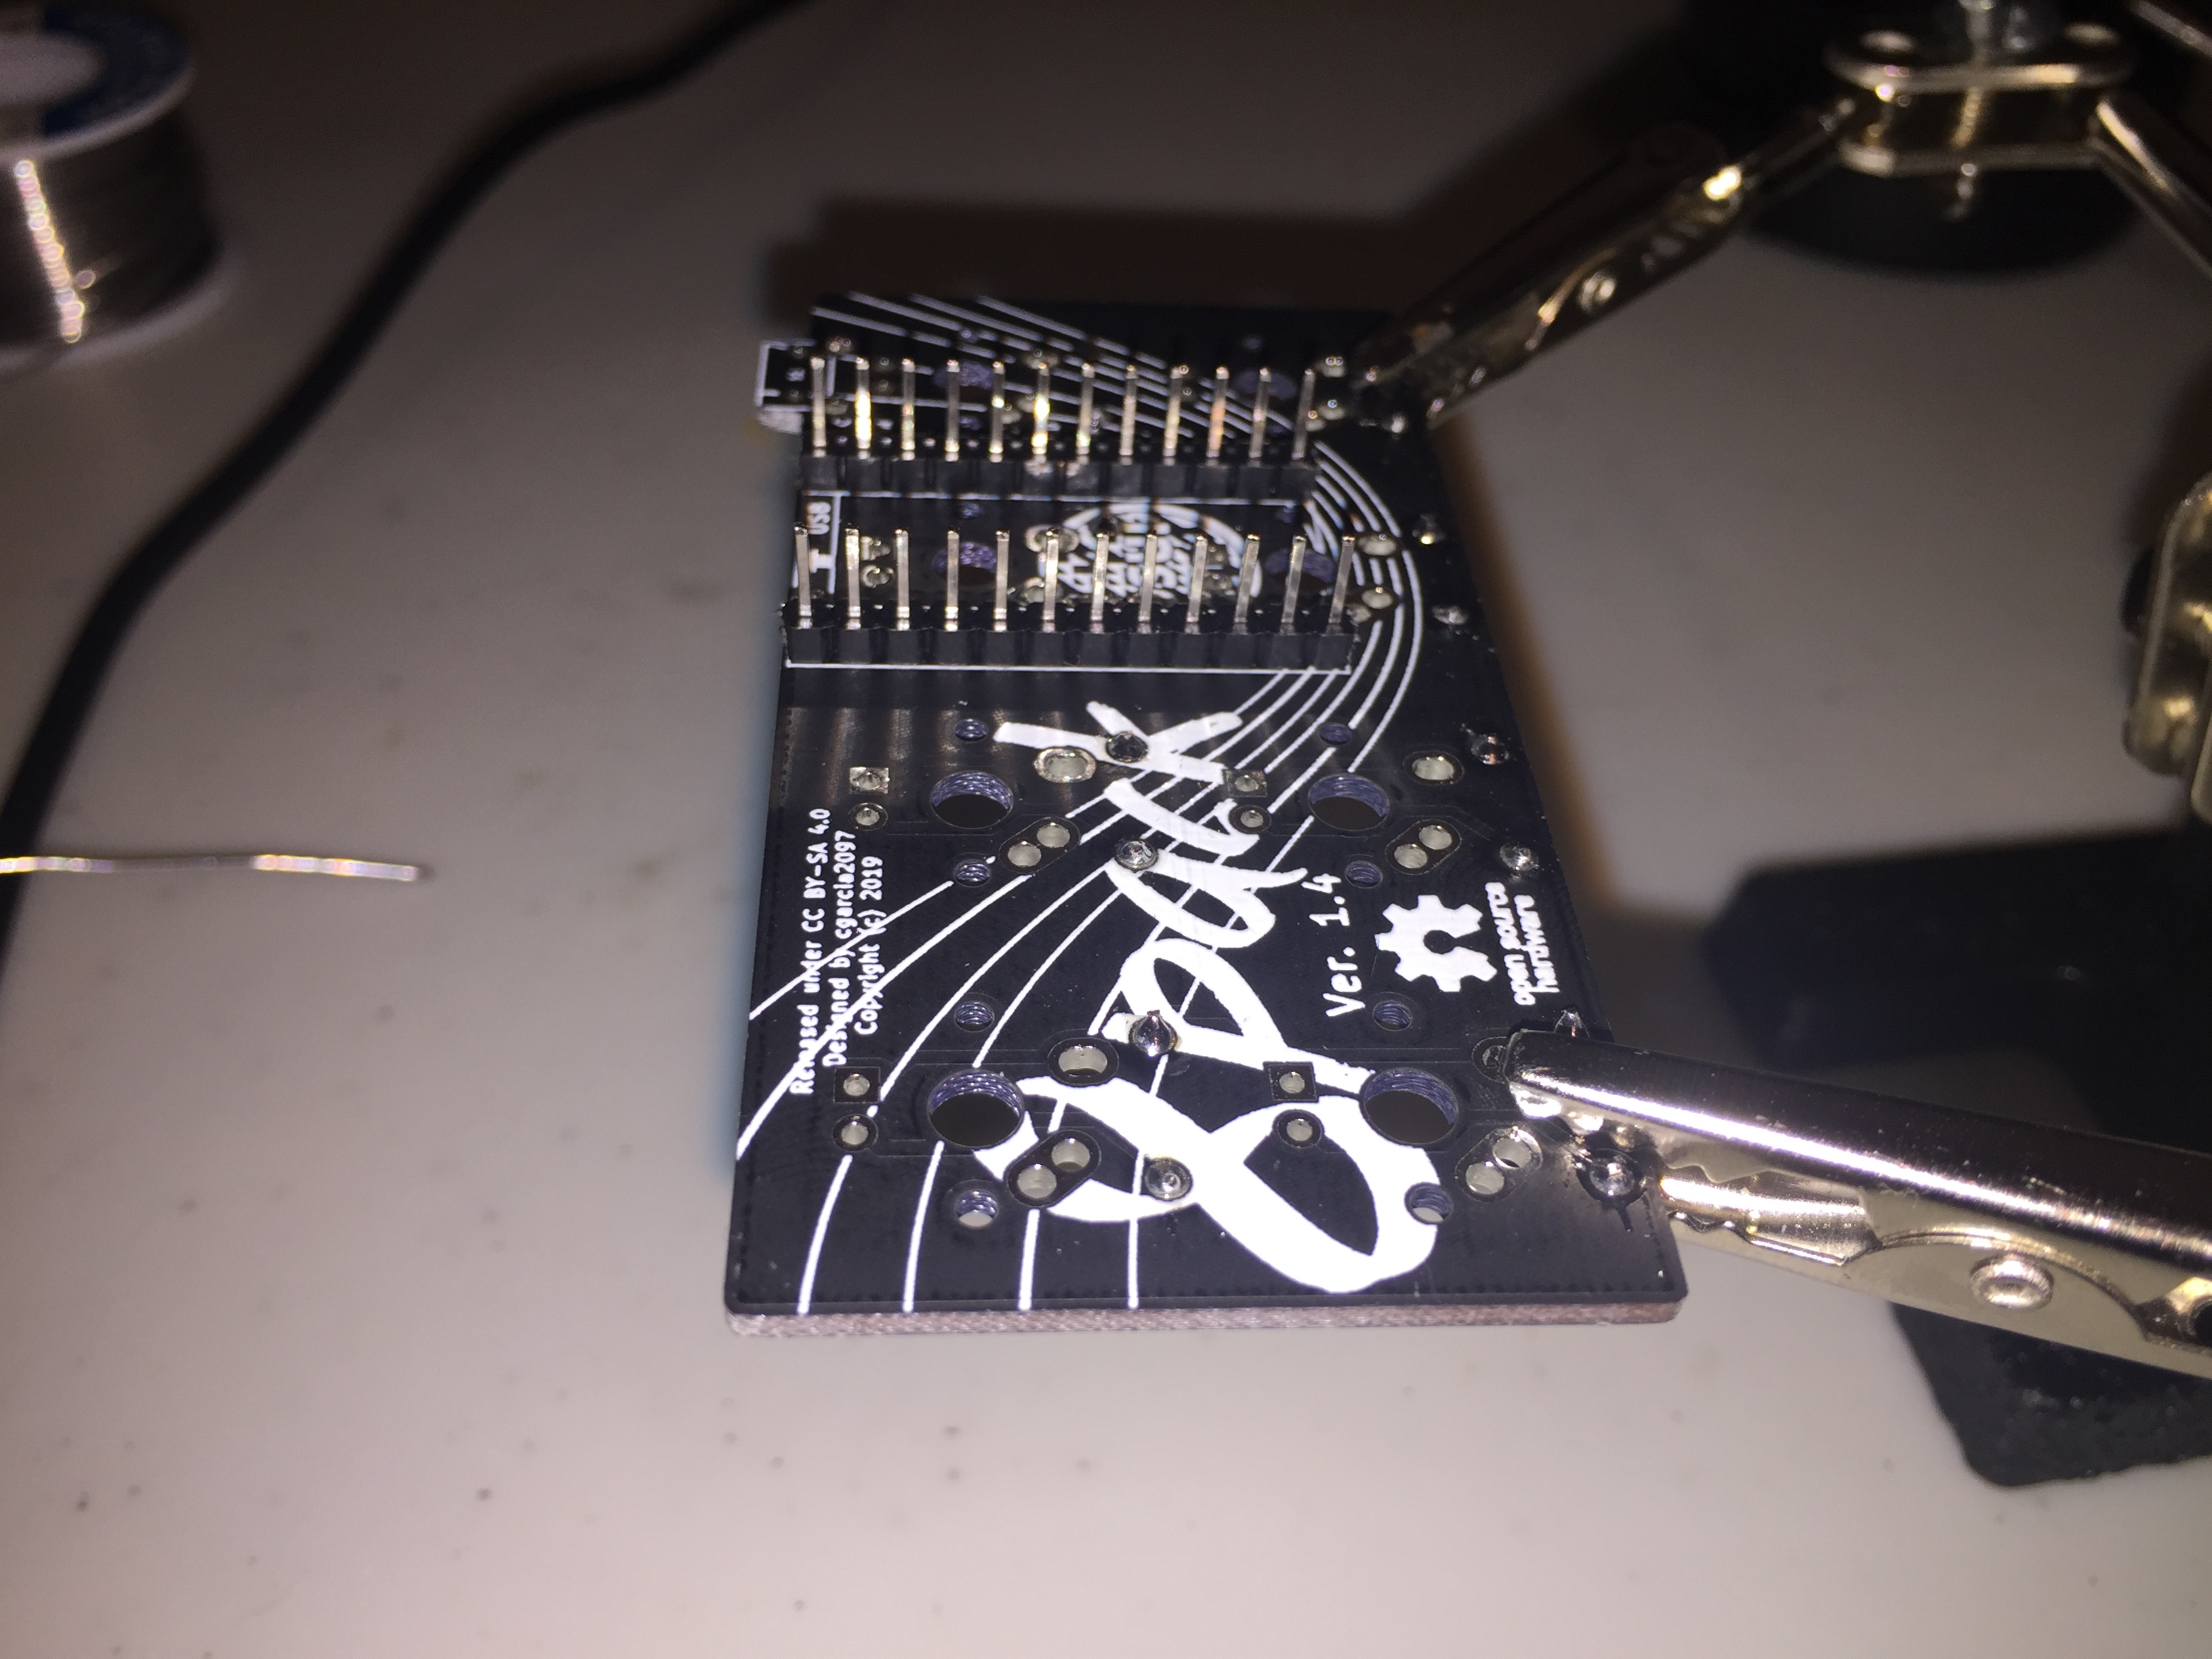 USB
8pack
Ver. 1.4
open source
hardware
Released under CC BY-SA 4.0
Designed by cgarcia2097
Copyright (c) 2019